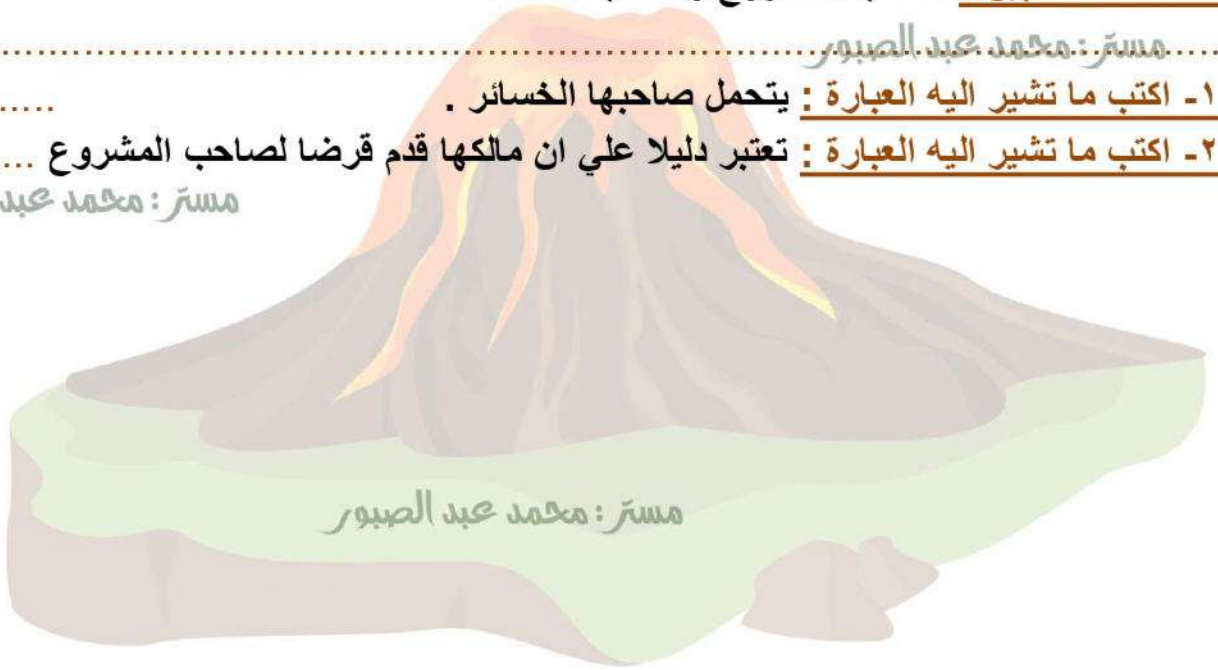 مستر : محمد عبد الصبور
١- اكتب ما تشير اليه العبارة : يتحمل صاحبها الخسائر . .....
٢- اكتب ما تشير اليه العبارة : تعتبر دليلا علي ان مالكها قدم قرضا لصاحب المشروع ...
مستر : محمد عبد
مستر : محمد عبد الصبور